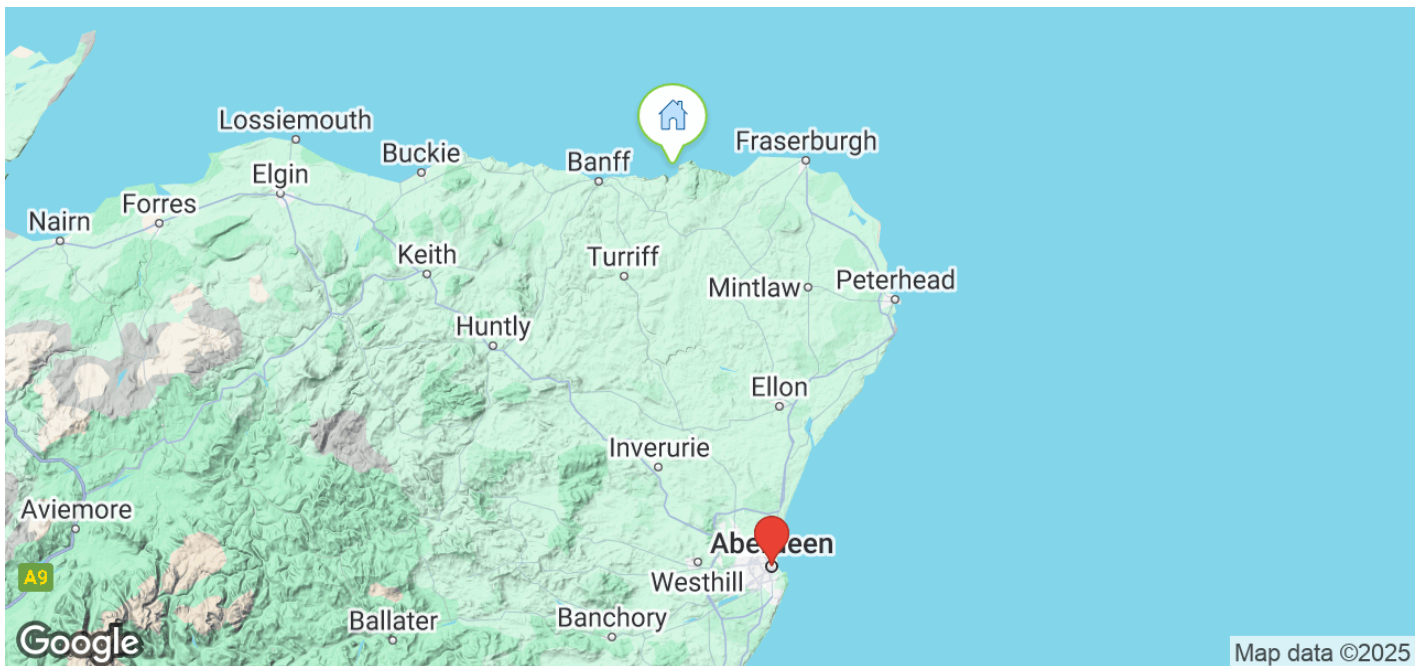 Lossiemouth
Buckie
Banff
Fraserburgh
Elgin
Forres
Nairn
Keith
Turriff
Mintlaw
Peterhead
Huntly
Ellon
Inverurie
Aviemore
Aberdeen
A9
Westhill
Ballater
Banchory
Google
Map data ©2025